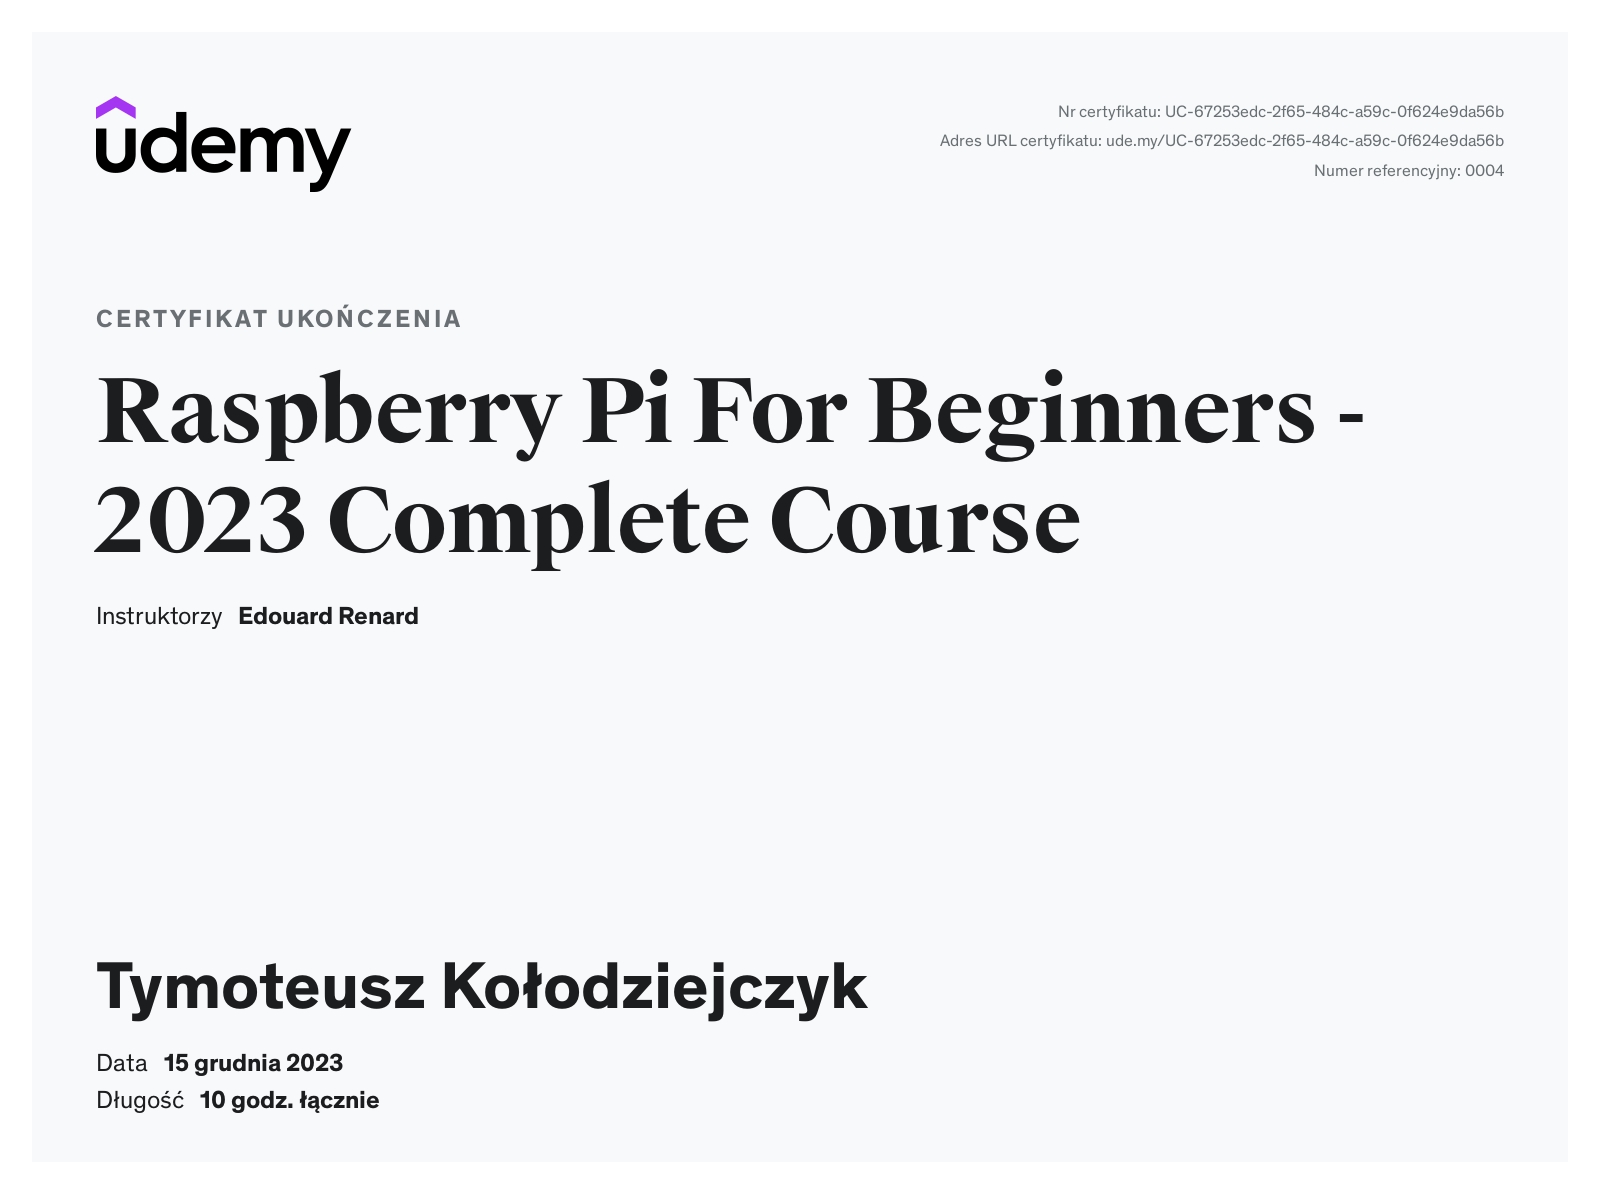 udemy
Nr certyfikatu: UC-67253edc-2f65-484c-a59c-0f624e9da56b
Adres URL certyfikatu: ude.my/UC-67253edc-2f65-484c-a59c-0f624e9da56b
Numer referencyjny: 0004
CERTYFIKAT UKOŃCZENIA
Raspberry Pi For Beginners -
2023 Complete Course
Instruktorzy Edouard Renard
Tymoteusz Kołodziejczyk
Data 15 grudnia 2023
Długość 10 godz. łącznie